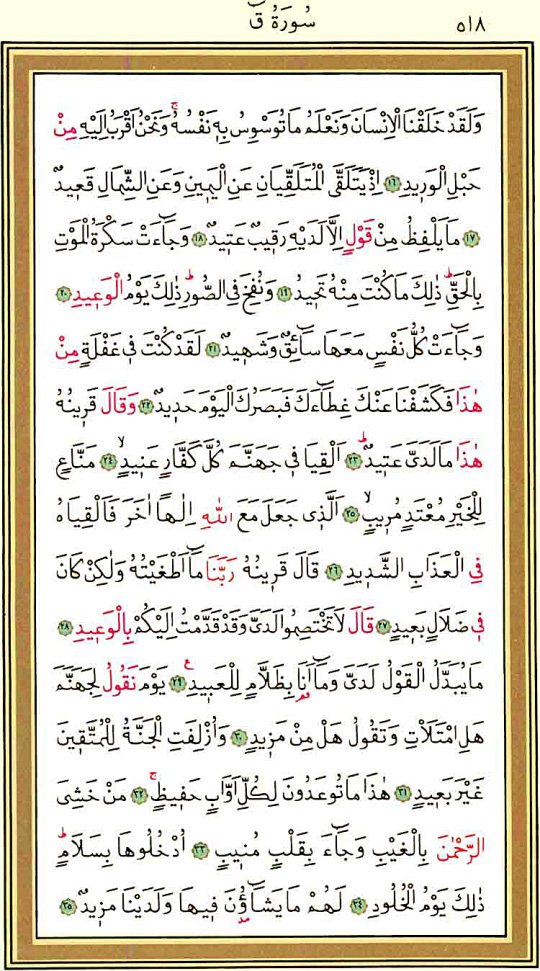 ٥١٨ سُورَةُ قٓ
وَلَقَدْ خَلَقْنَا الْاِنْسَانَ وَنَعْلَمُ مَا تُوَسْوِسُ بِه۪ نَفْسُهُۚ وَنَحْنُ اَقْرَبُ اِلَيْهِ مِنْ
حَبْلِ الْوَر۪يدِ ﴿١٦﴾ اِذْ يَتَلَقَّى الْمُتَلَقِّيَانِ عَنِ الْيَم۪ينِ وَعَنِ الشِّمَالِ قَع۪يدٌ
﴿١٧﴾ مَا يَلْفِظُ مِنْ قَوْلٍ اِلَّا لَدَيْهِ رَق۪يبٌ عَت۪يدٌ ﴿١٨﴾ وَجَٓاءَتْ سَكْرَةُ الْمَوْتِ
بِالْحَقِّۜ ذٰلِكَ مَا كُنْتَ مِنْهُ تَح۪يدُ ﴿١٩﴾ وَنُفِخَ فِي الصُّورِۜ ذٰلِكَ يَوْمُ الْوَع۪يدِ ﴿٢٠﴾
وَجَٓاءَتْ كُلُّ نَفْسٍ مَعَهَا سَٓائِقٌ وَشَه۪يدٌ ﴿٢١﴾ لَقَدْ كُنْتَ ف۪ي غَفْلَةٍ مِنْ
هٰذَا فَكَشَفْنَا عَنْكَ غِطَٓاءَكَ فَبَصَرُكَ الْيَوْمَ حَد۪يدٌ ﴿٢٢﴾ وَقَالَ قَر۪ينُهُ
هٰذَا مَا لَدَيَّ عَت۪يدٌۜ ﴿٢٣﴾ اَلْقِيَا ف۪ي جَهَنَّمَ كُلَّ كَفَّارٍ عَن۪يدٍۙ ﴿٢٤﴾ مَنَّاعٍ
لِلْخَيْرِ مُعْتَدٍ مُر۪يبٍۙ ﴿٢٥﴾ اَلَّذ۪ي جَعَلَ مَعَ اللّٰهِ اِلٰهًا اٰخَرَ فَاَلْقِيَاهُ
فِي الْعَذَابِ الشَّد۪يدِ ﴿٢٦﴾ قَالَ قَر۪ينُهُ رَبَّنَا مَٓا اَطْغَيْتُهُ وَلٰكِنْ كَانَ
ف۪ي ضَلَالٍ بَع۪يدٍ ﴿٢٧﴾ قَالَ لَا تَخْتَصِمُوا لَدَيَّ وَقَدْ قَدَّمْتُ اِلَيْكُمْ بِالْوَع۪يدِ ﴿٢٨﴾
مَا يُبَدَّلُ الْقَوْلُ لَدَيَّ وَمَٓا اَنَا۬ بِظَلَّامٍ لِلْعَب۪يدِ۟ ﴿٢٩﴾ يَوْمَ نَقُولُ لِجَهَنَّمَ
هَلِ امْتَلَأْتِ وَتَقُولُ هَلْ مِنْ مَز۪يدٍ ﴿٣٠﴾ وَاُزْلِفَتِ الْجَنَّةُ لِلْمُتَّق۪ينَ
غَيْرَ بَع۪يدٍ ﴿٣١﴾ هٰذَا مَا تُوعَدُونَ لِكُلِّ اَوَّابٍ حَف۪يظٍۚ ﴿٣٢﴾ مَنْ خَشِيَ
الرَّحْمٰنَ بِالْغَيْبِ وَجَٓاءَ بِقَلْبٍ مُن۪يبٍ ﴿٣٣﴾ اُدْخُلُوهَا بِسَلَامٍۜ
ذٰلِكَ يَوْمُ الْخُلُودِ ﴿٣٤﴾ لَهُمْ مَا يَشَٓاؤُ۫نَ ف۪يهَا وَلَدَيْنَا مَز۪يدٌ ﴿٣٥﴾